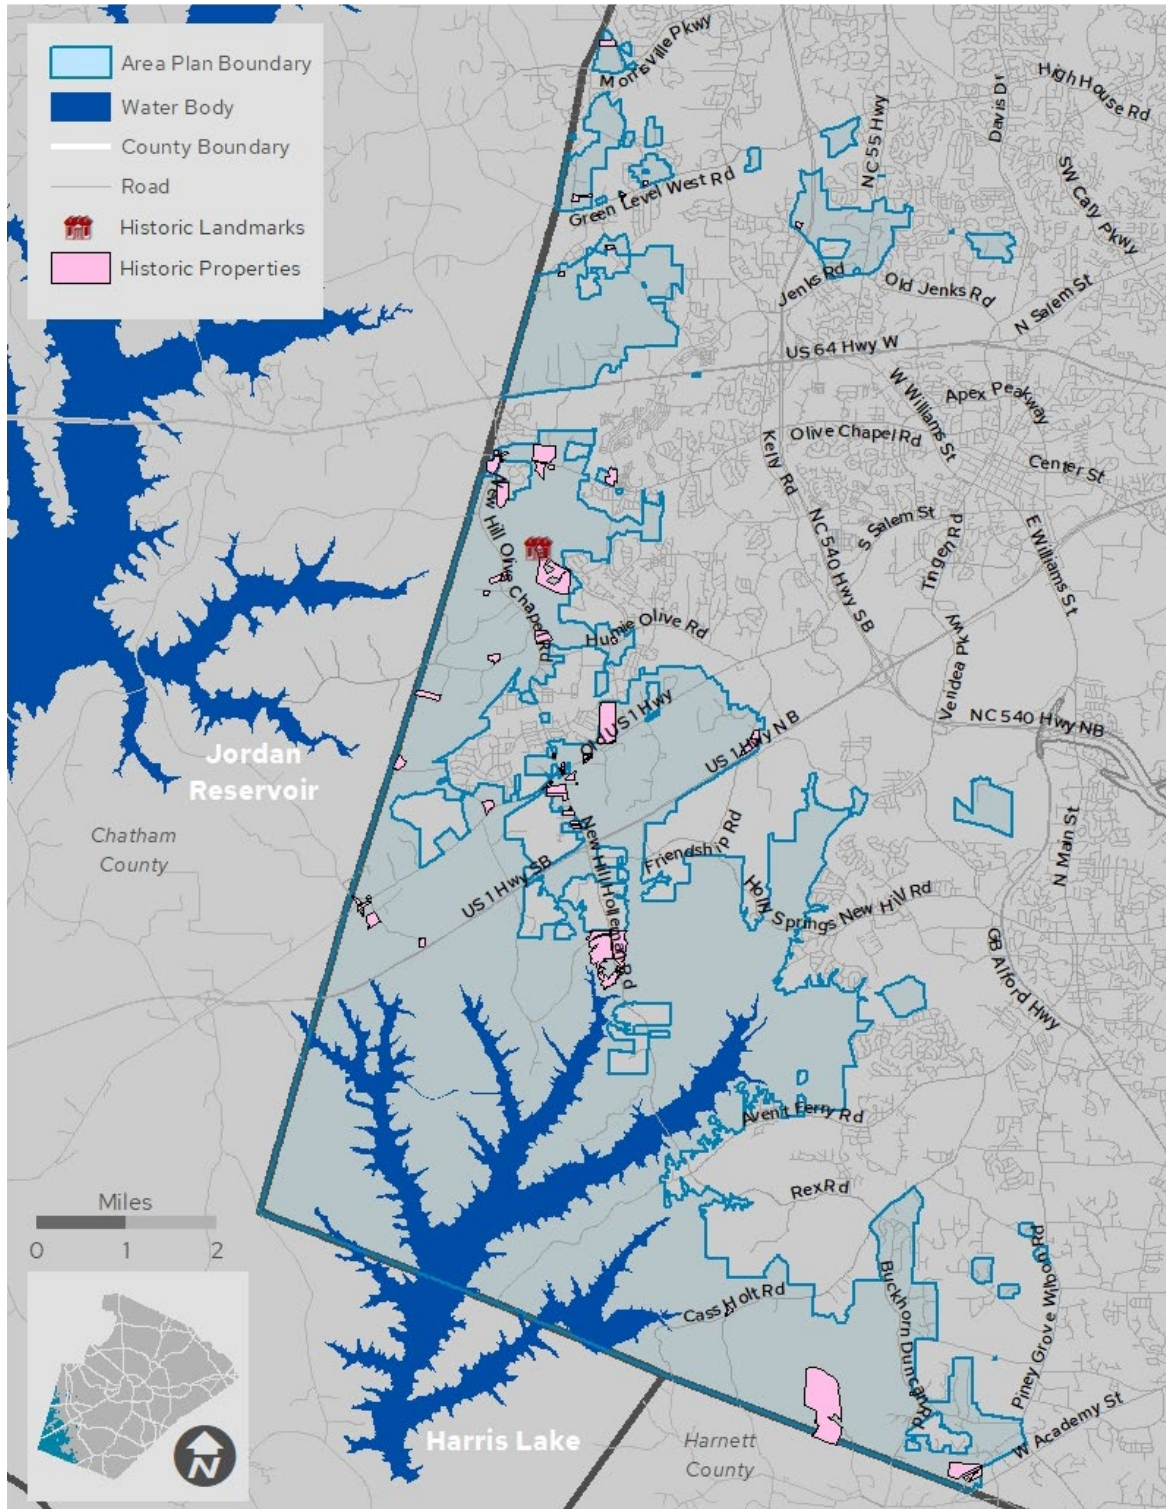 Area Plan Boundary
Water Body
County Boundary
Road
Historic Landmarks
Historic Properties
Morrisville Pkwy
High House Rd
Davis Dr
NC 55 Hwy
SW Cary Pkwy
Green Level West Rd
Jenks Rd
Old Jenks Rd
N Salem St
US 64 Hwy W
W Williams St
Apex Peakway
Kelly Rd
Olive Chapel Rd
Center St
New Hill Olive Chapel Rd
NC 540 Hwy SB
S Salem St
Tingen Rd
E Williams St
Humie Olive Rd
Veridea Pkwy
Old US 1 Hwy
US 1 Hwy NB
NC 540 Hwy NB
Jordan
Reservoir
Chatham
County
New Hill Holleman Rd
Friendship Rd
N Main St
US 1 Hwy SB
Holly Springs New Hill Rd
GB Alford Hwy
Avent Ferry Rd
Rex Rd
Miles
0 1 2
Buckhorn Duncan Rd
Piney Grove Wilbon Rd
Cass Holt Rd
W Academy St
Harris Lake
Harnett
County
N